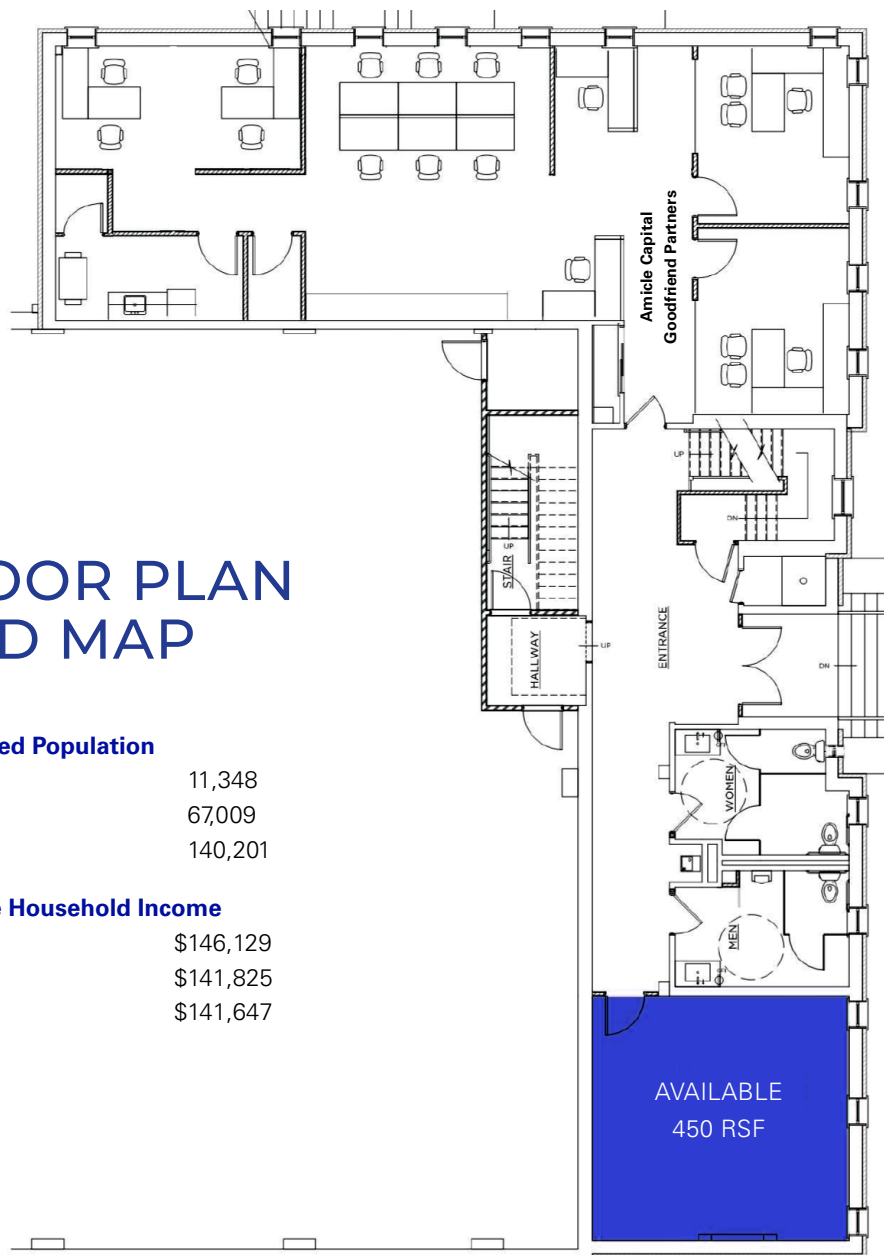 Amicle Capital
Goodfriend Partners
UP
DN
UP
STAIR
HALLWAY
UP
ENTRANCE
DN
OOR PLAN
D MAP
ed Population
11,348
67,009
140,201
e Household Income
$146,129
$141,825
$141,647
WOMEN
MEN
AVAILABLE
450 RSF